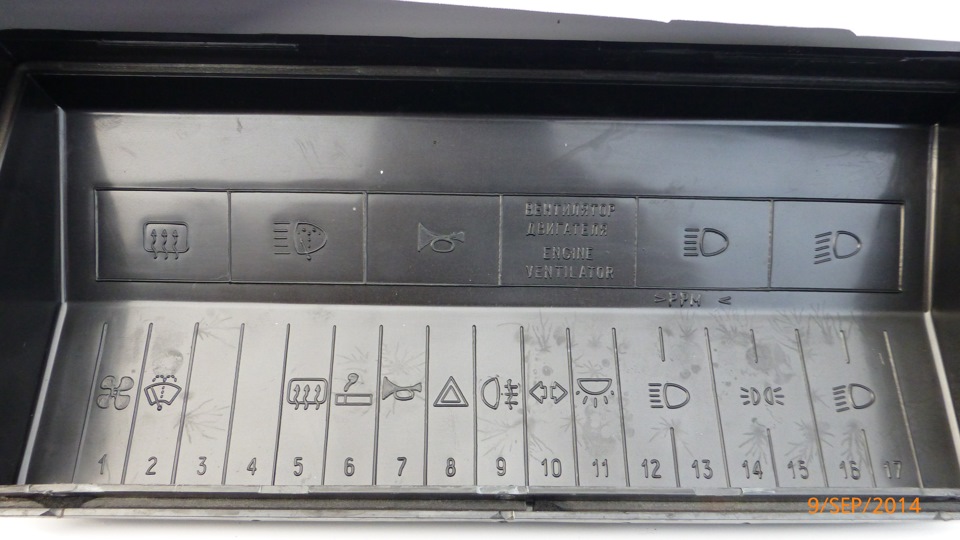 ВЕНТИЛЯТОР
ДВИГАТЕЛЯ
ENGINE
VENTILATOR
>PPM <
1 2 3 4 5 6 7 8 9 10 11 12 13 14 15 16 17
9/SEP/2014